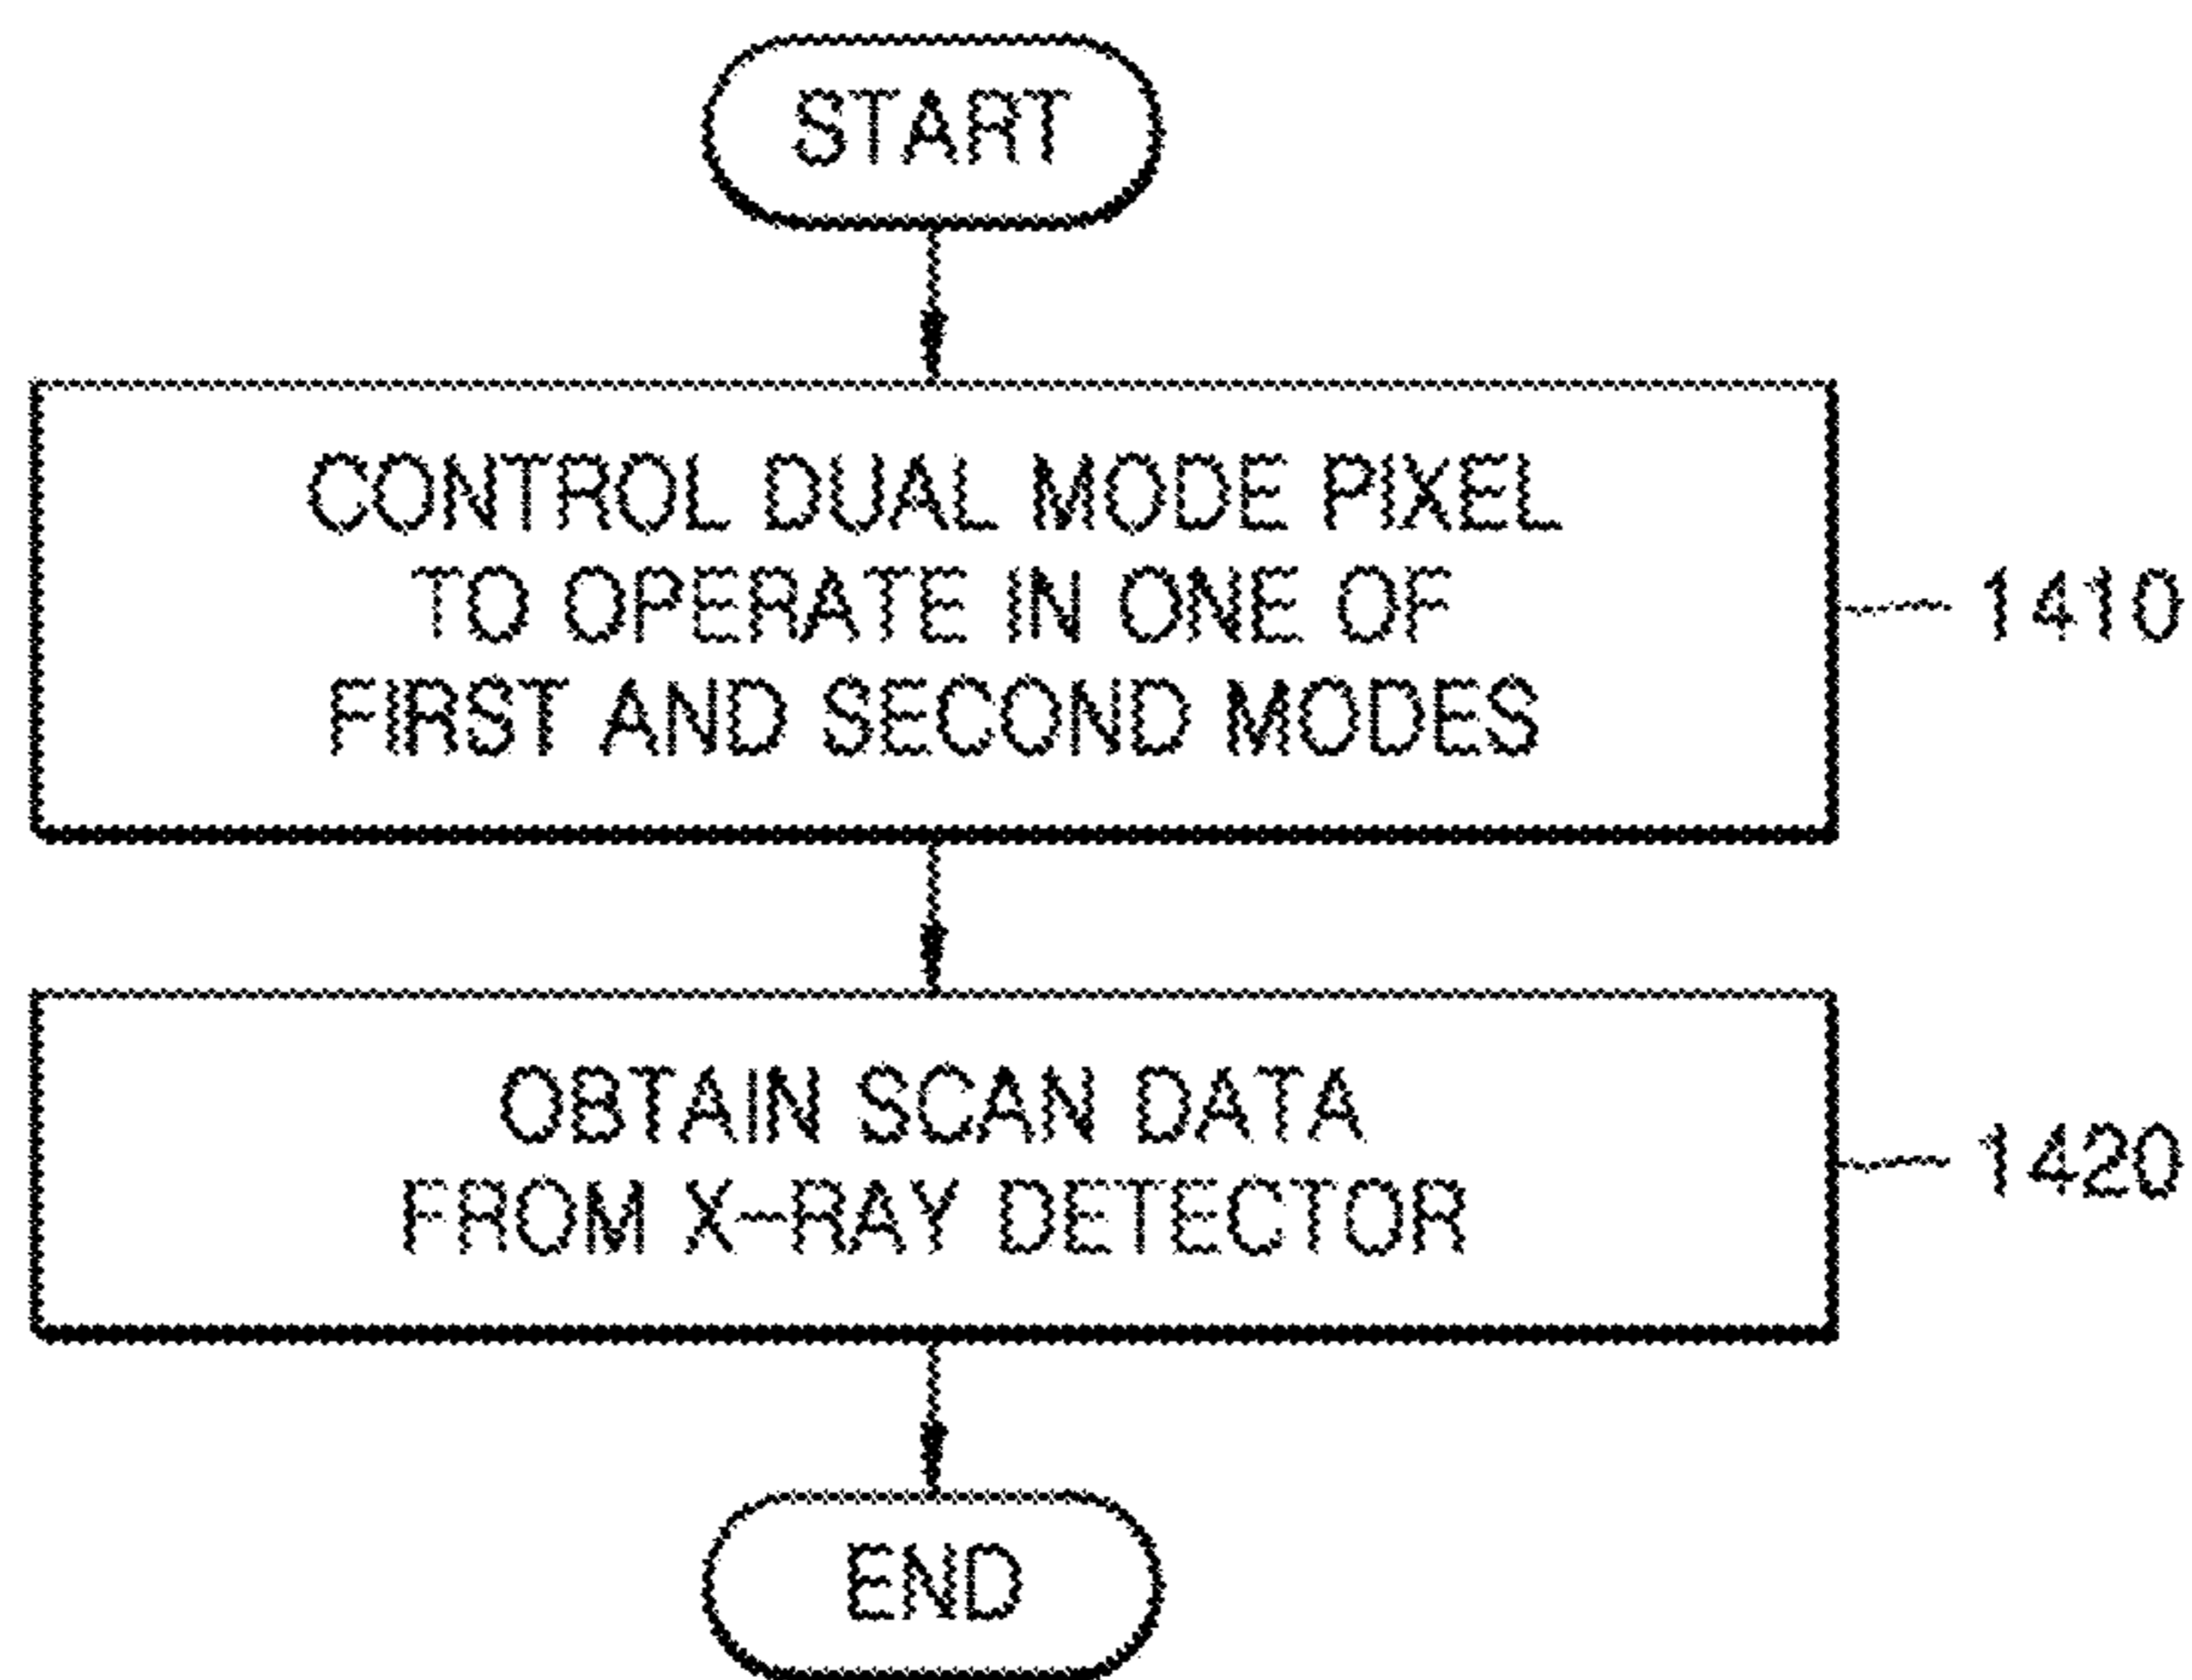 START
CONTROL DUAL MODE PIXEL
TO OPERATE IN ONE OF
FIRST AND SECOND MODES
1410
OBTAIN SCAN DATA
FROM X-RAY DETECTOR
1420
END